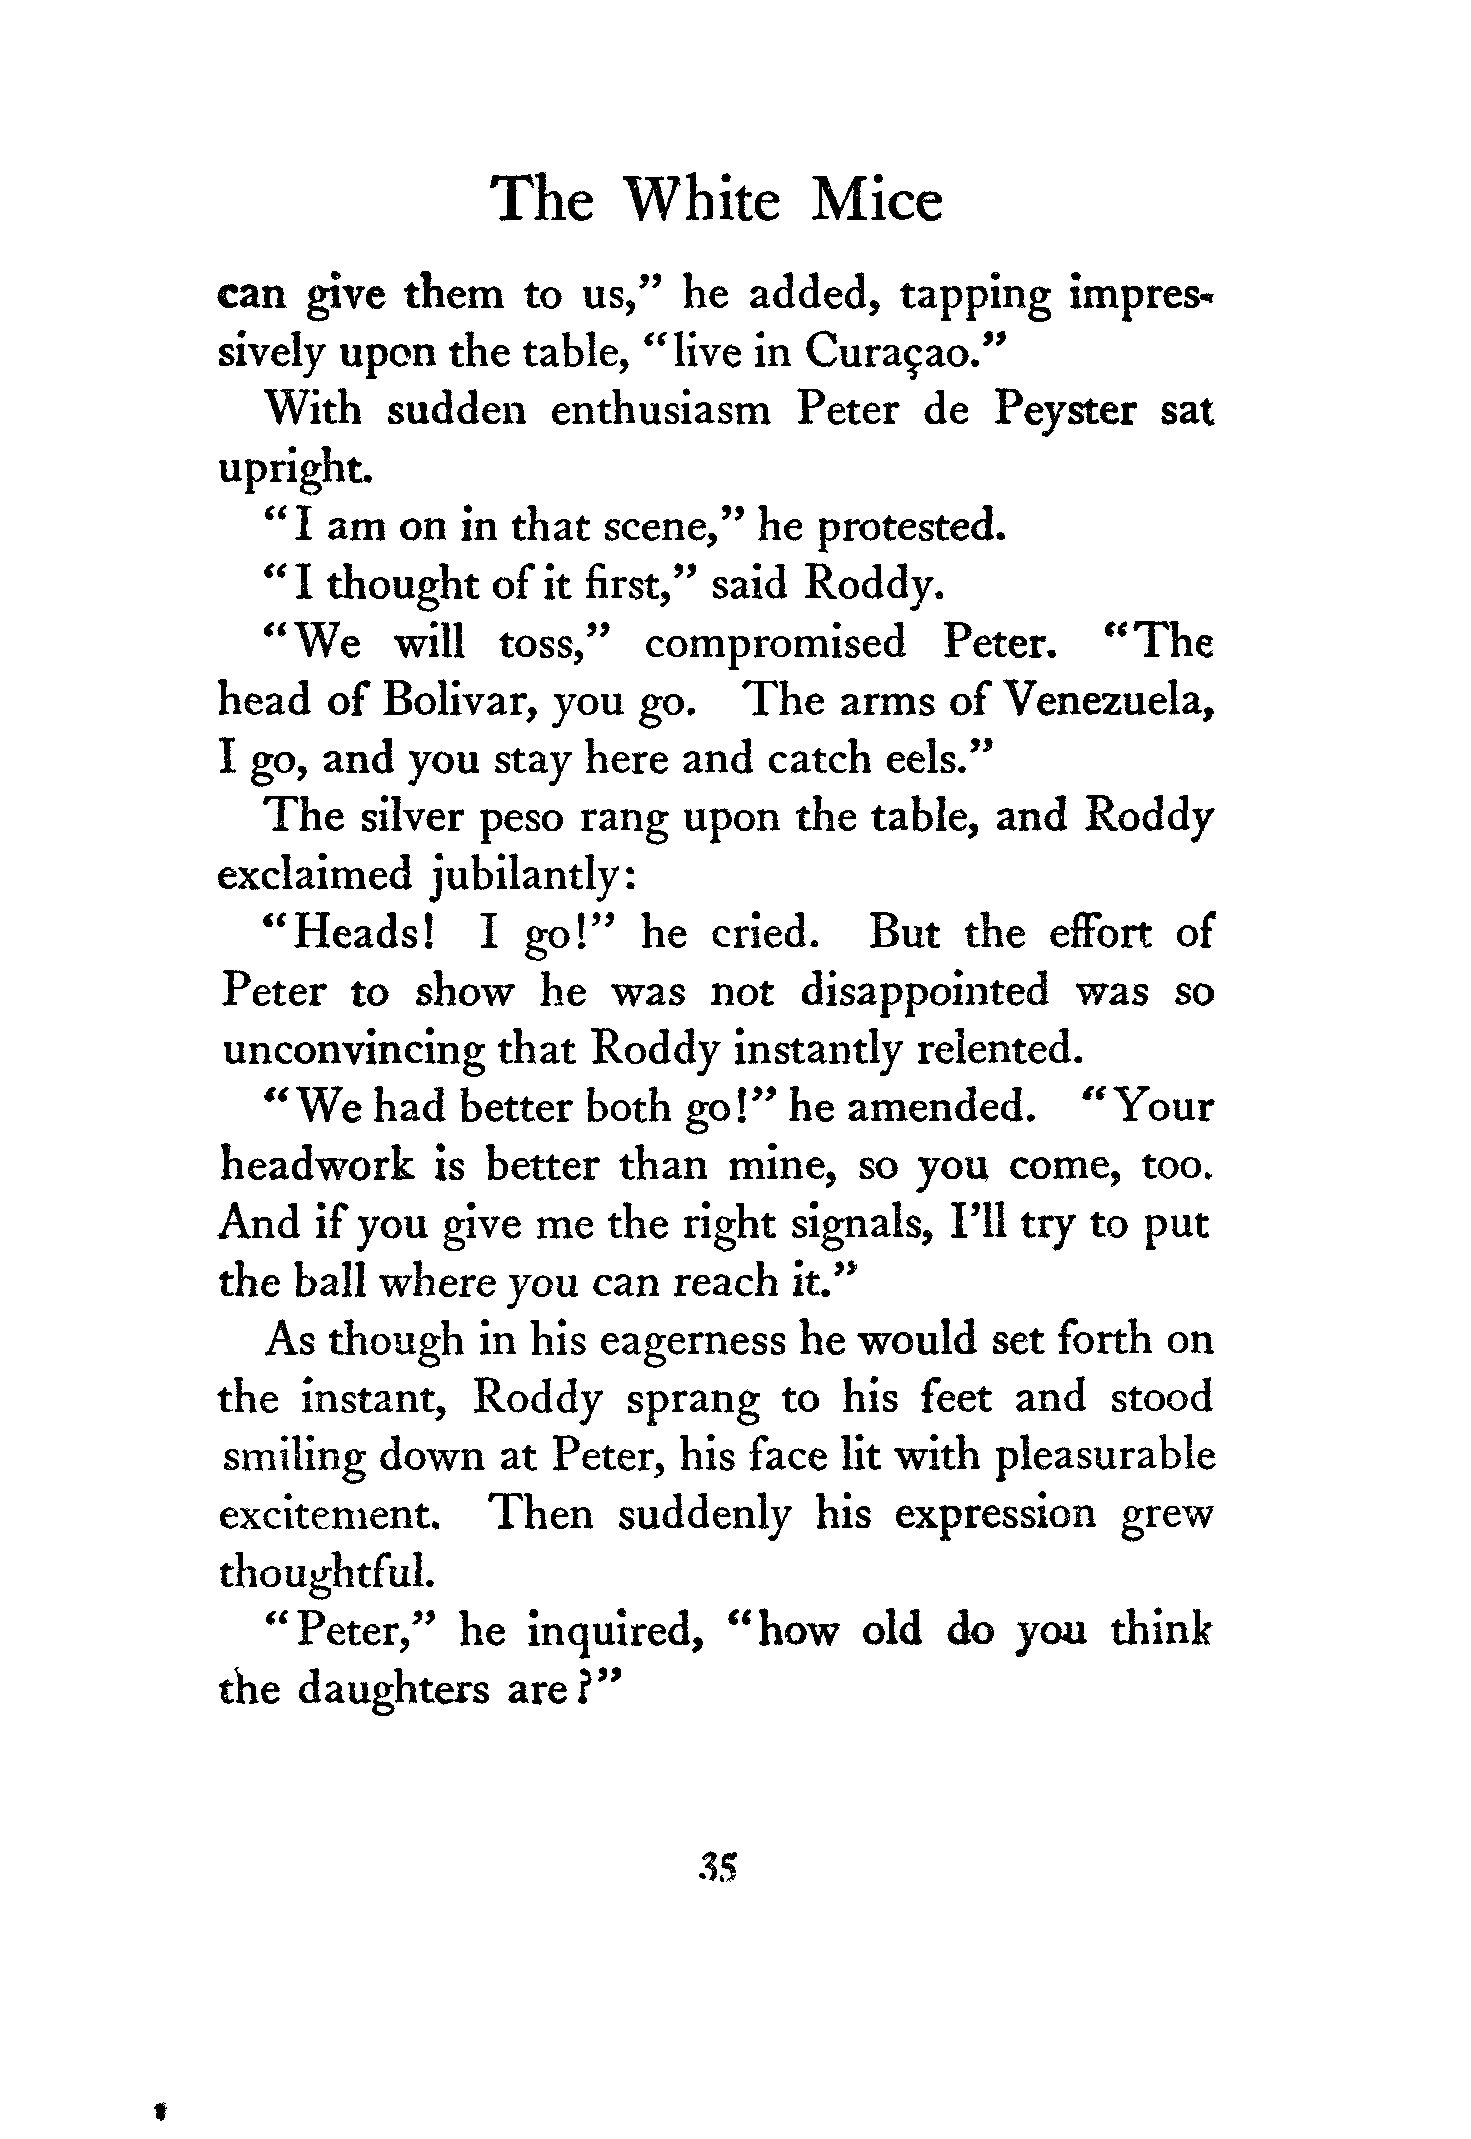 The White Mice
can give them to us,” he added, tapping impres-
sively upon the table, “live in Curaçao.”
With sudden enthusiasm Peter de Peyster sat
upright.
“I am on in that scene,” he protested.
“I thought of it first,” said Roddy.
“We will toss,” compromised Peter. “The
head of Bolivar, you go. The arms of Venezuela,
I go, and you stay here and catch eels.”
The silver peso rang upon the table, and Roddy
exclaimed jubilantly:
“Heads! I go!” he cried. But the effort of
Peter to show he was not disappointed was so
unconvincing that Roddy instantly relented.
“We had better both go!” he amended. “Your
headwork is better than mine, so you come, too.
And if you give me the right signals, I’ll try to put
the ball where you can reach it.”
As though in his eagerness he would set forth on
the instant, Roddy sprang to his feet and stood
smiling down at Peter, his face lit with pleasurable
excitement. Then suddenly his expression grew
thoughtful.
“Peter,” he inquired, “how old do you think
the daughters are?”
35